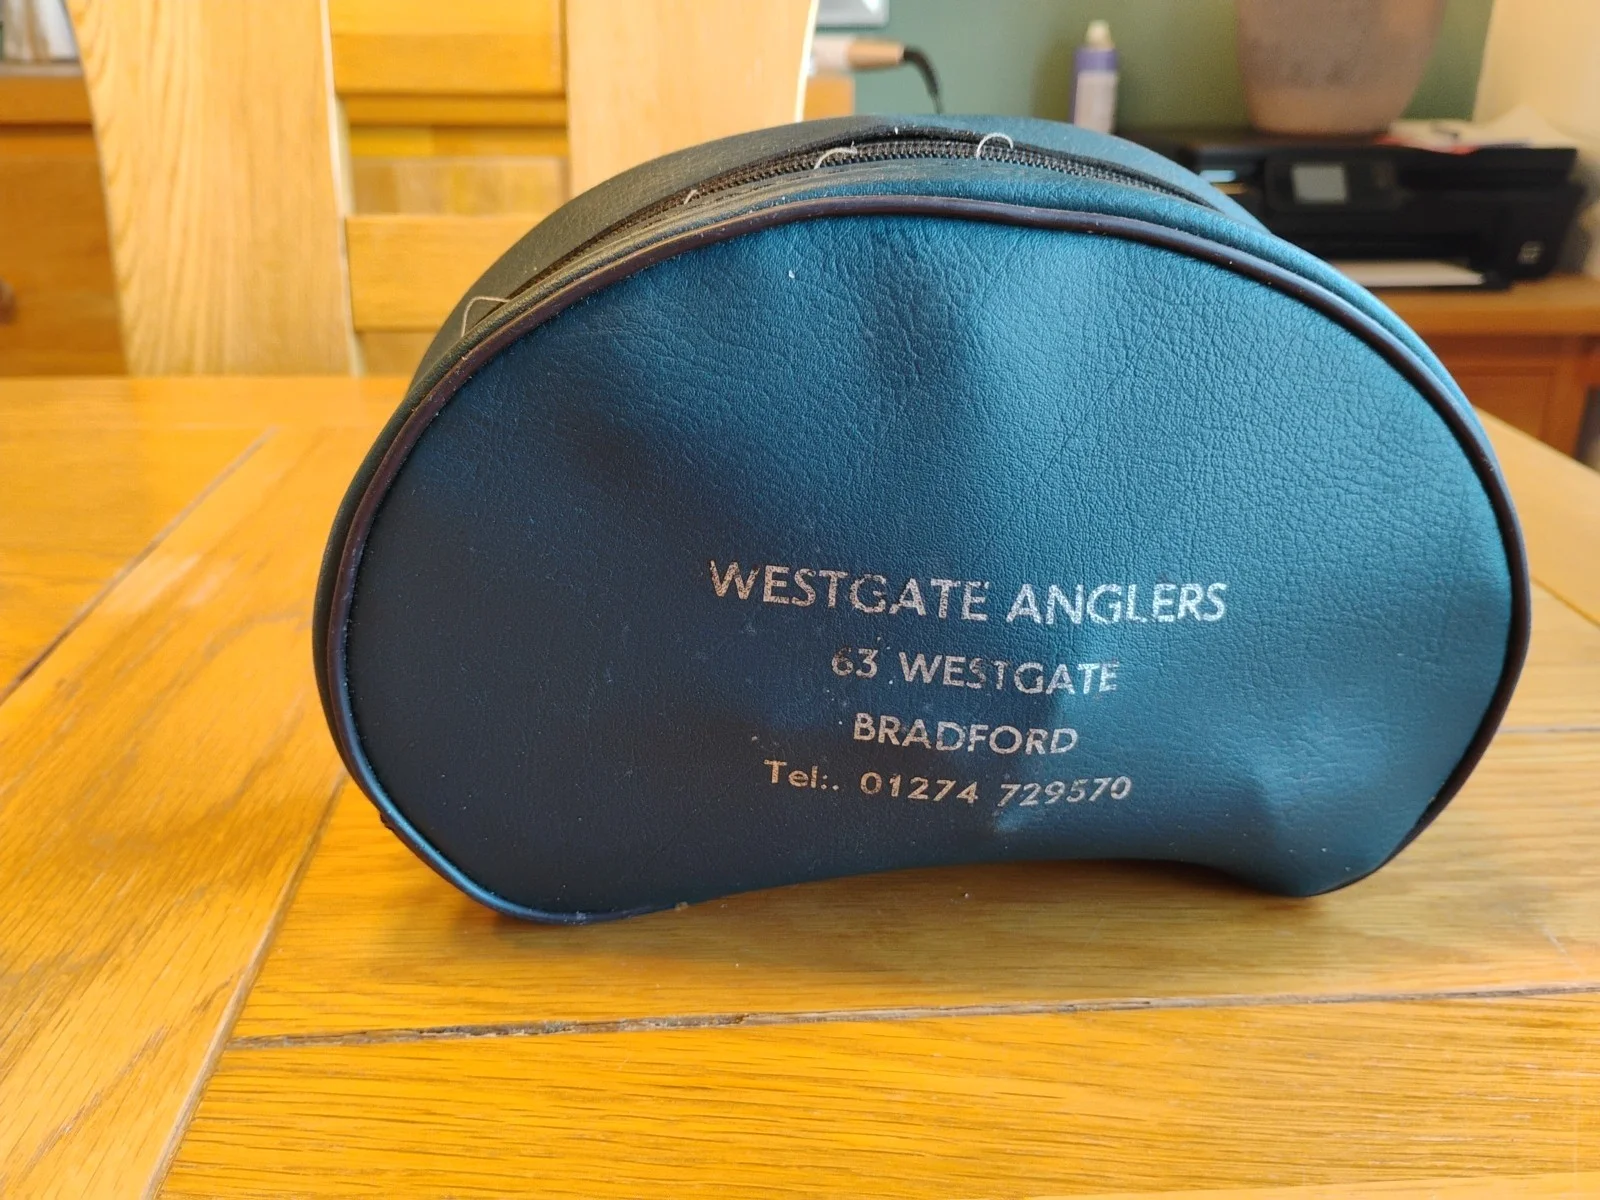 WESTGATE ANGLERS
63 WESTGATE
BRADFORD
Tel:. 01274 729570